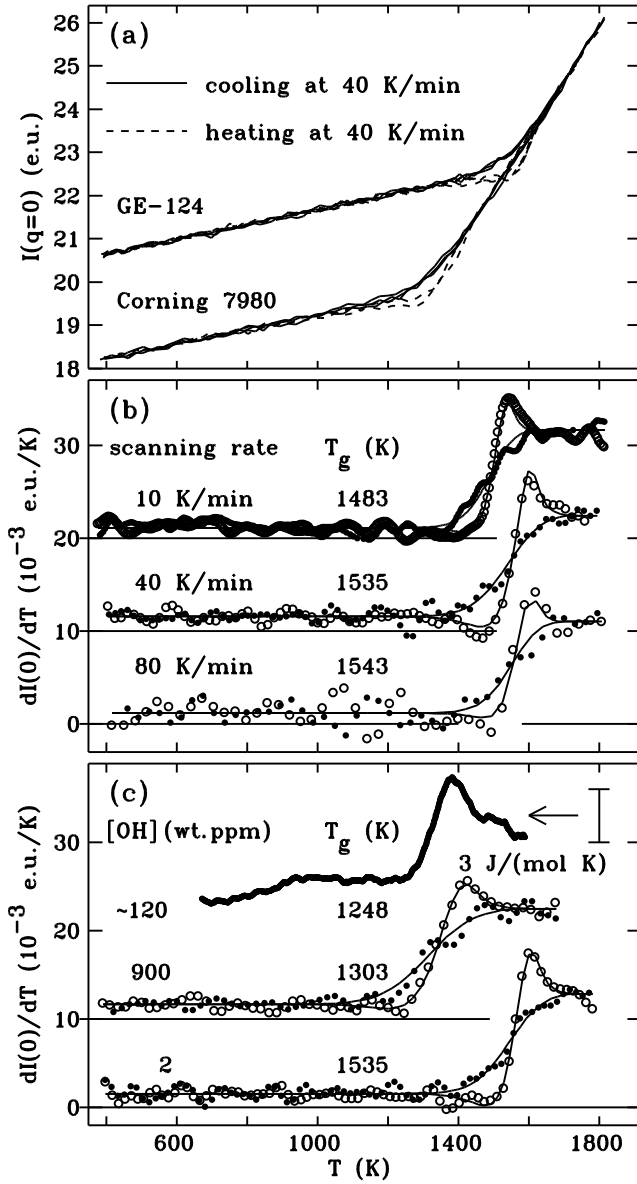 (a)
26
25
24
23
22
21
20
19
18
I(q=0) (e.u.)
cooling at 40 K/min
heating at 40 K/min
GE-124
Corning 7980
(b)
30
20
10
0
dI(0)/dT (10⁻³ e.u./K)
scanning rate T_g (K)
10 K/min 1483
40 K/min 1535
80 K/min 1543
(c)
30
20
10
0
dI(0)/dT (10⁻³ e.u./K)
[OH](wt.ppm) T_g (K)
3 J/(mol K)
~120 1248
900 1303
2 1535
600 1000 1400 1800
T (K)